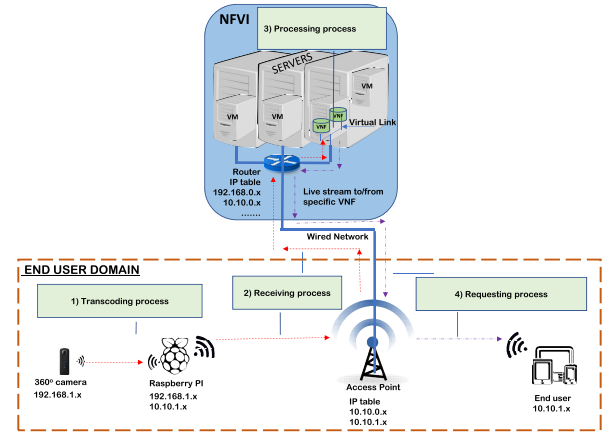 NFVI
3) Processing process
SERVERS
VM
VM
VM
VNF
VNF
Virtual Link
Router
IP table
192.168.0.x
10.10.0.x
.......
Live stream to/from
specific VNF
Wired Network
END USER DOMAIN
1) Transcoding process
2) Receiving process
4) Requesting process
360º camera
192.168.1.x
Raspberry PI
192.168.1.x
10.10.1.x
Access Point
IP table
10.10.0.x
10.10.1.x
End user
10.10.1.x